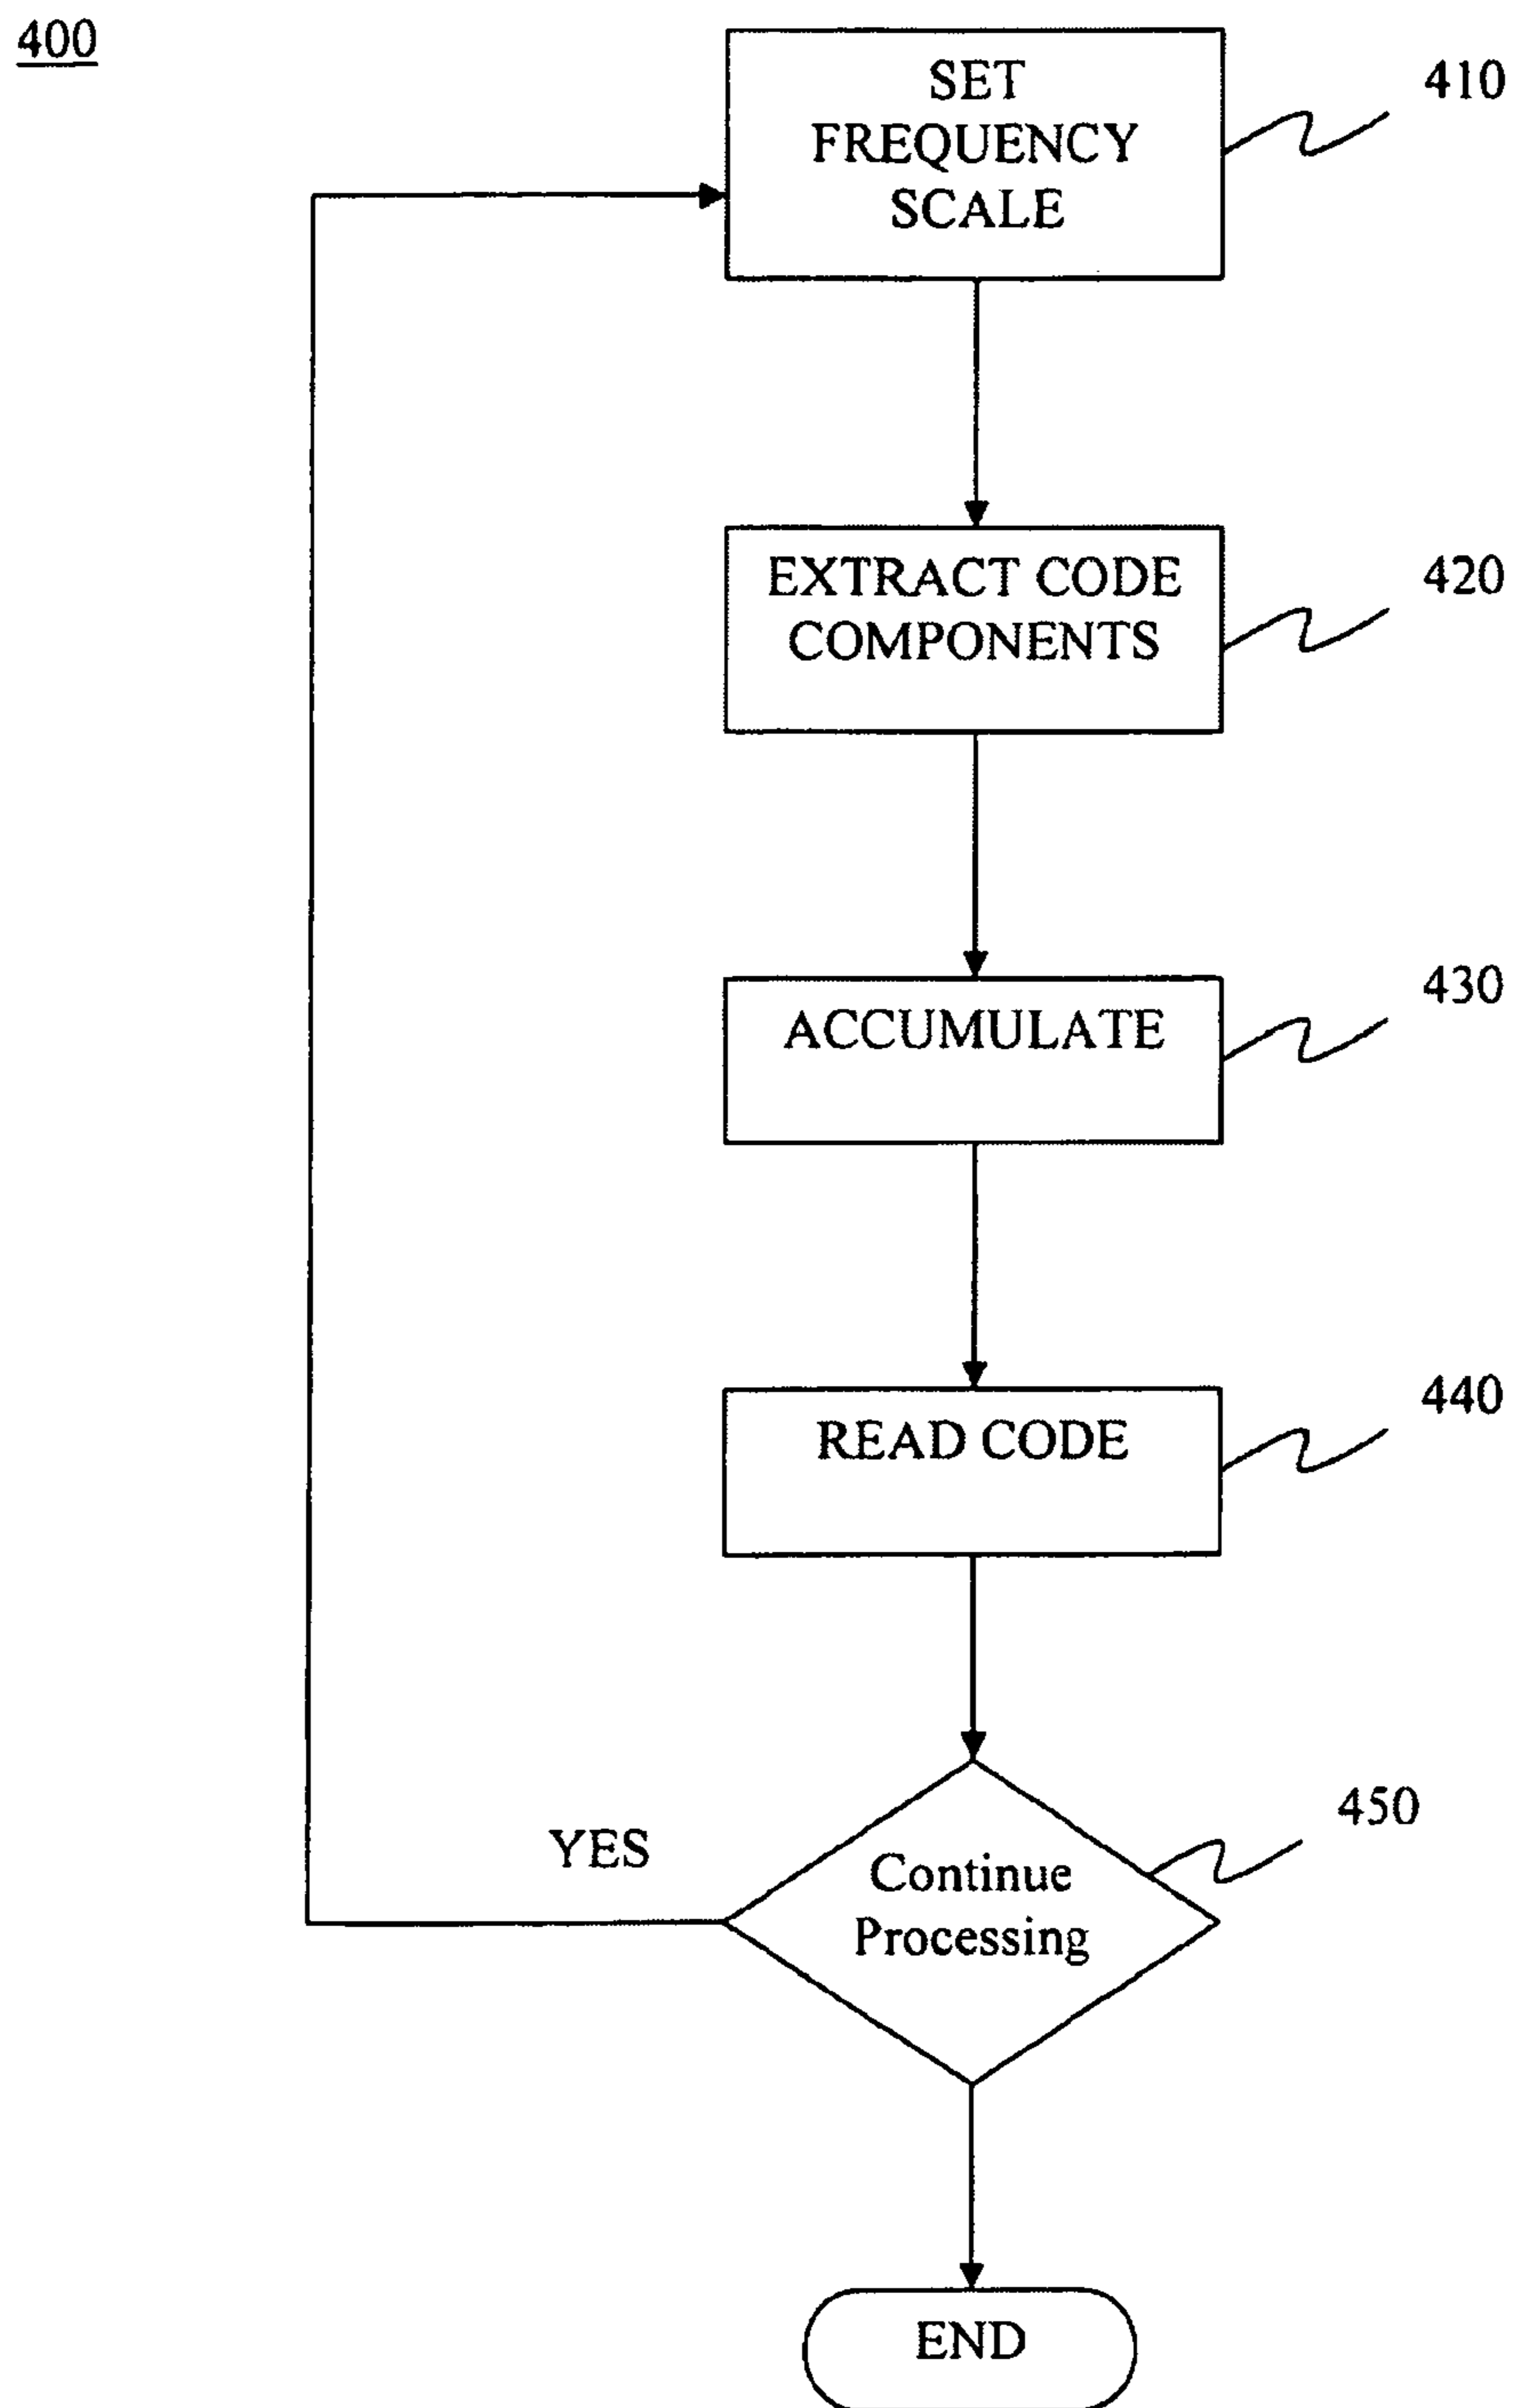 400
SET
FREQUENCY
SCALE
410
EXTRACT CODE
COMPONENTS
420
ACCUMULATE
430
READ CODE
440
Continue
Processing
450
YES
END